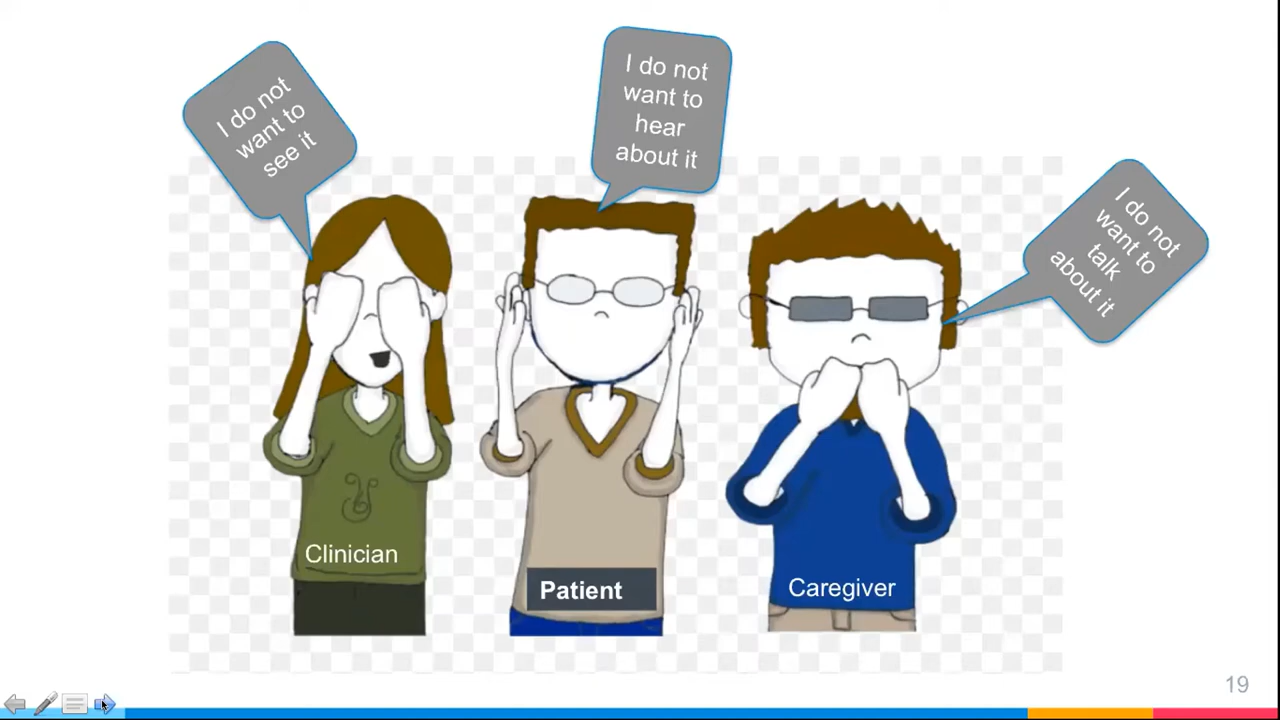 I do not
want to
see it
I do not
want to
hear
about it
I do not
want to
talk
about it
Clinician
Patient
Caregiver
19